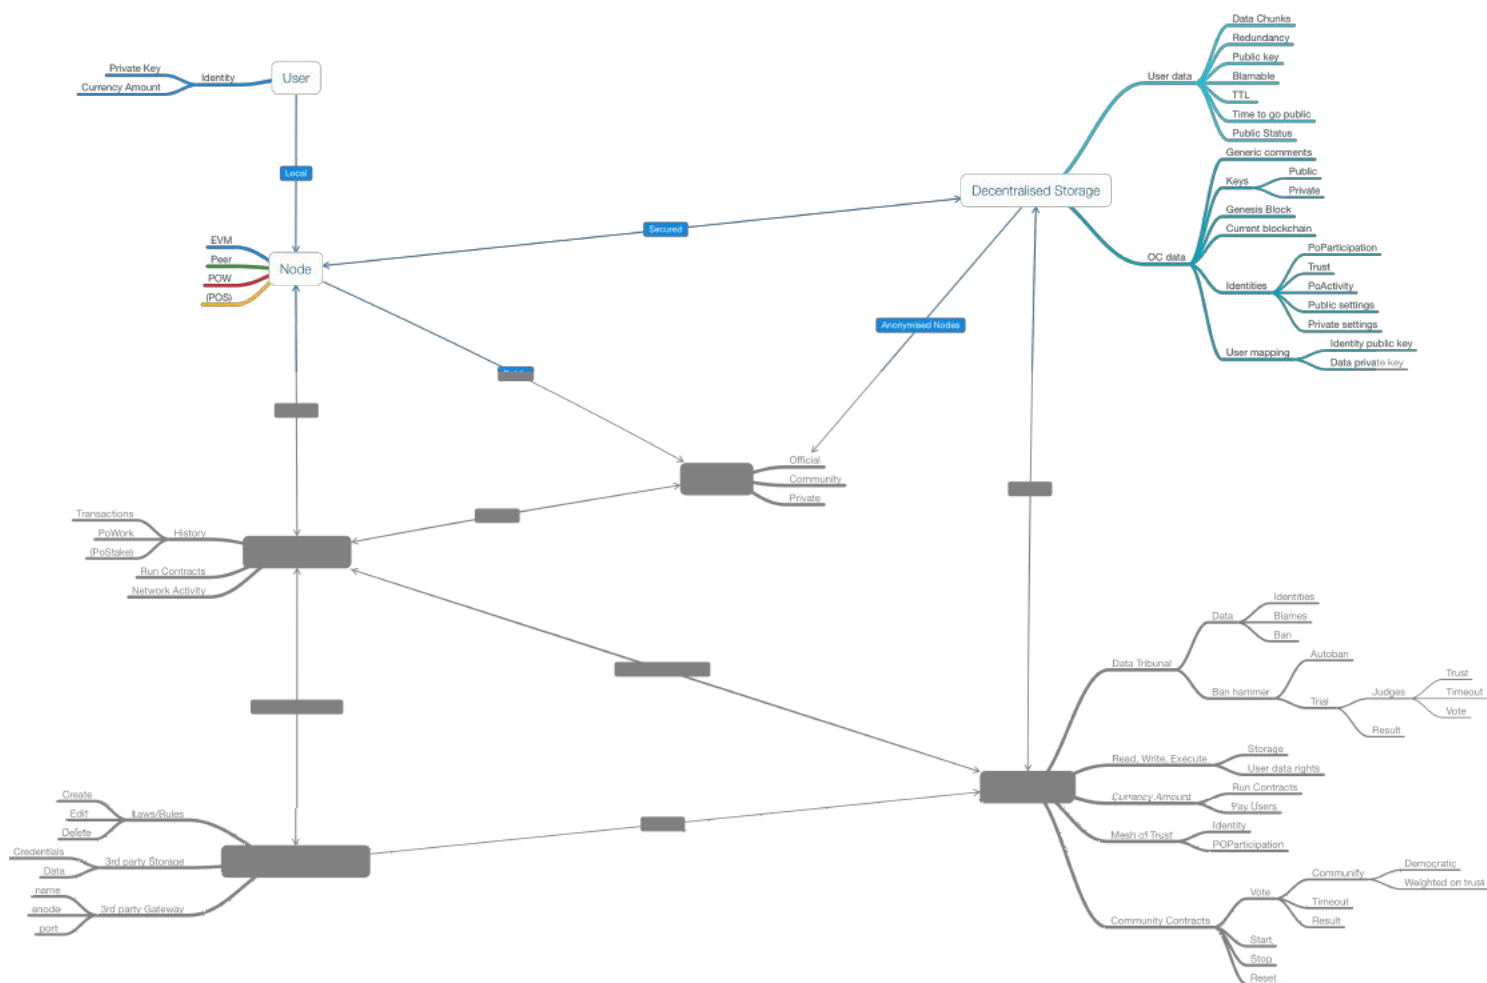 User
Identity
Private Key
Currency Amount
Local
Node
EVM
Peer
POW
(POS)
Secured
Decentralised Storage
User data
Data Chunks
Redundancy
Public key
Blamable
TTL
Time to go public
Public Status
OC data
Generic comments
Keys
Public
Private
Genesis Block
Current blockchain
Identities
PoParticipation
Trust
PoActivity
Public settings
Private settings
User mapping
Identity public key
Data private key
Anonymised Nodes
Official
Community
Private
History
Transactions
PoWork
(PoStake)
Run Contracts
Network Activity
Data Tribunal
Data
Identities
Blames
Ban
Ban hammer
Autoban
Trial
Judges
Trust
Timeout
Vote
Result
Read, Write, Execute
Storage
User data rights
Currency Amount
Run Contracts
Pay Users
Mesh of Trust
Identity
POParticipation
Community Contracts
Vote
Community
Democratic
Weighted on trust
Timeout
Result
Start
Stop
Reset
Laws/Rules
Create
Edit
Delete
3rd party Storage
Credentials
Data
3rd party Gateway
name
enode
port